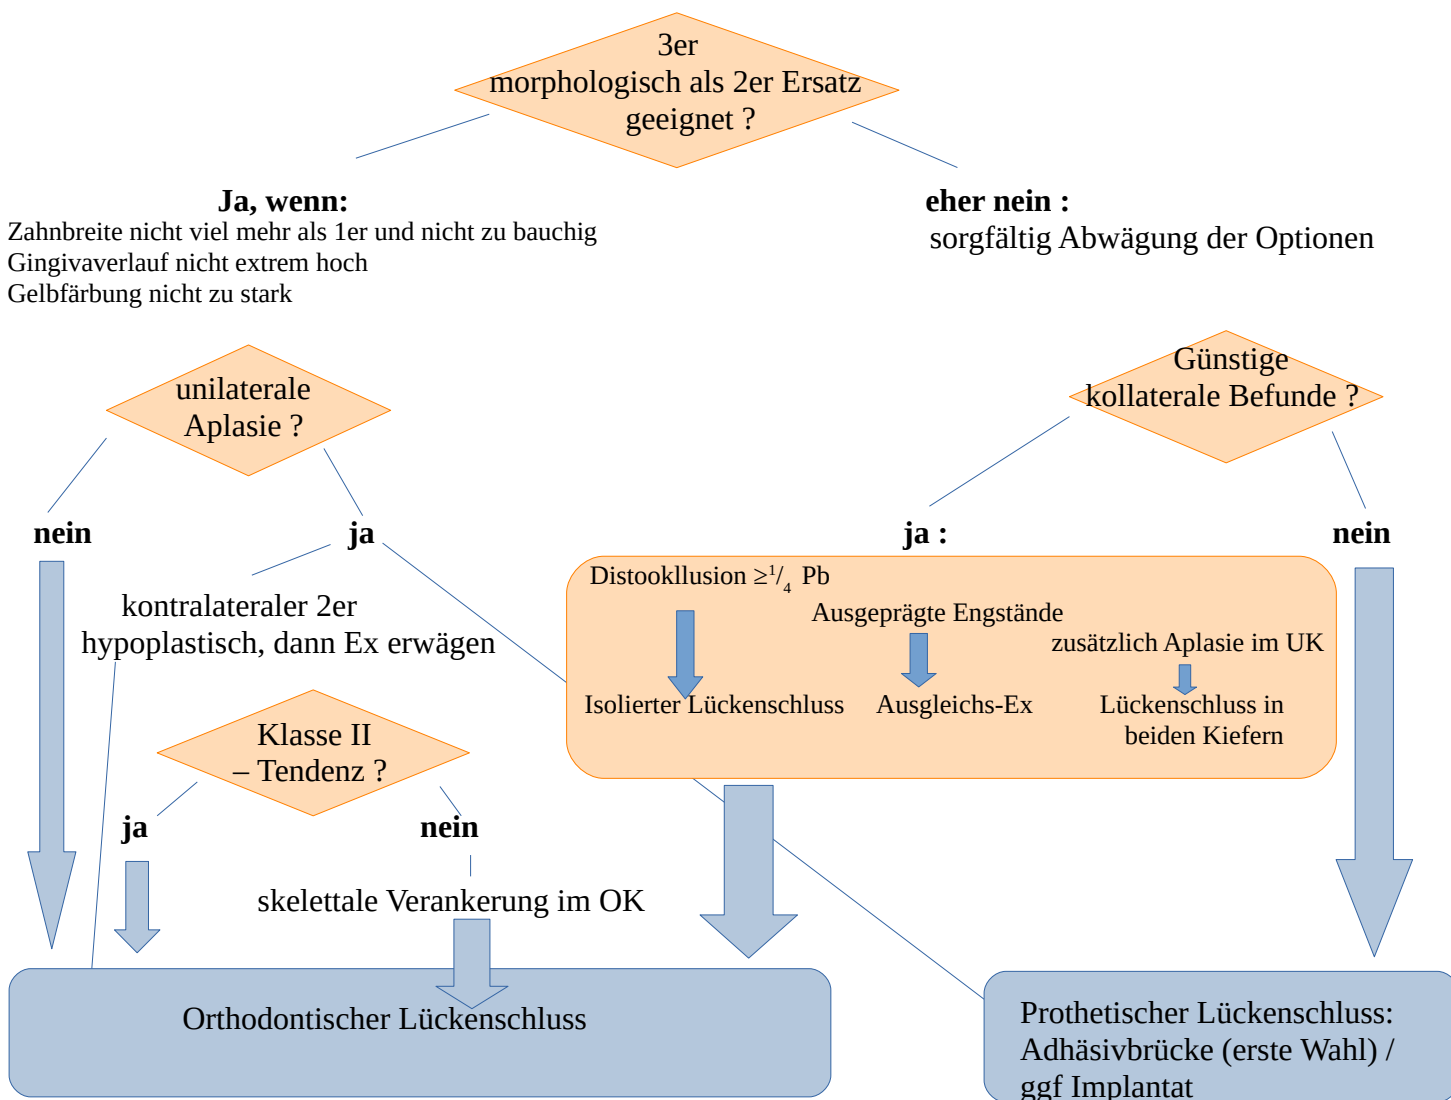 3er
morphologisch als 2er Ersatz
geeignet ?
Ja, wenn:
Zahnbreite nicht viel mehr als 1er und nicht zu bauchig
Gingivaverlauf nicht extrem hoch
Gelbfärbung nicht zu stark
eher nein :
sorgfältig Abwägung der Optionen
unilaterale
Aplasie ?
Günstige
kollaterale Befunde ?
nein
ja
ja :
nein
kontralateraler 2er
hypoplastisch, dann Ex erwägen
Distookllusion ≥1/4 Pb
Ausgeprägte Engstände
zusätzlich Aplasie im UK
Isolierter Lückenschluss
Ausgleichs-Ex
Lückenschluss in
beiden Kiefern
Klasse II
– Tendenz ?
ja
nein
skelettale Verankerung im OK
Orthodontischer Lückenschluss
Prothetischer Lückenschluss:
Adhäsivbrücke (erste Wahl) /
ggf Implantat